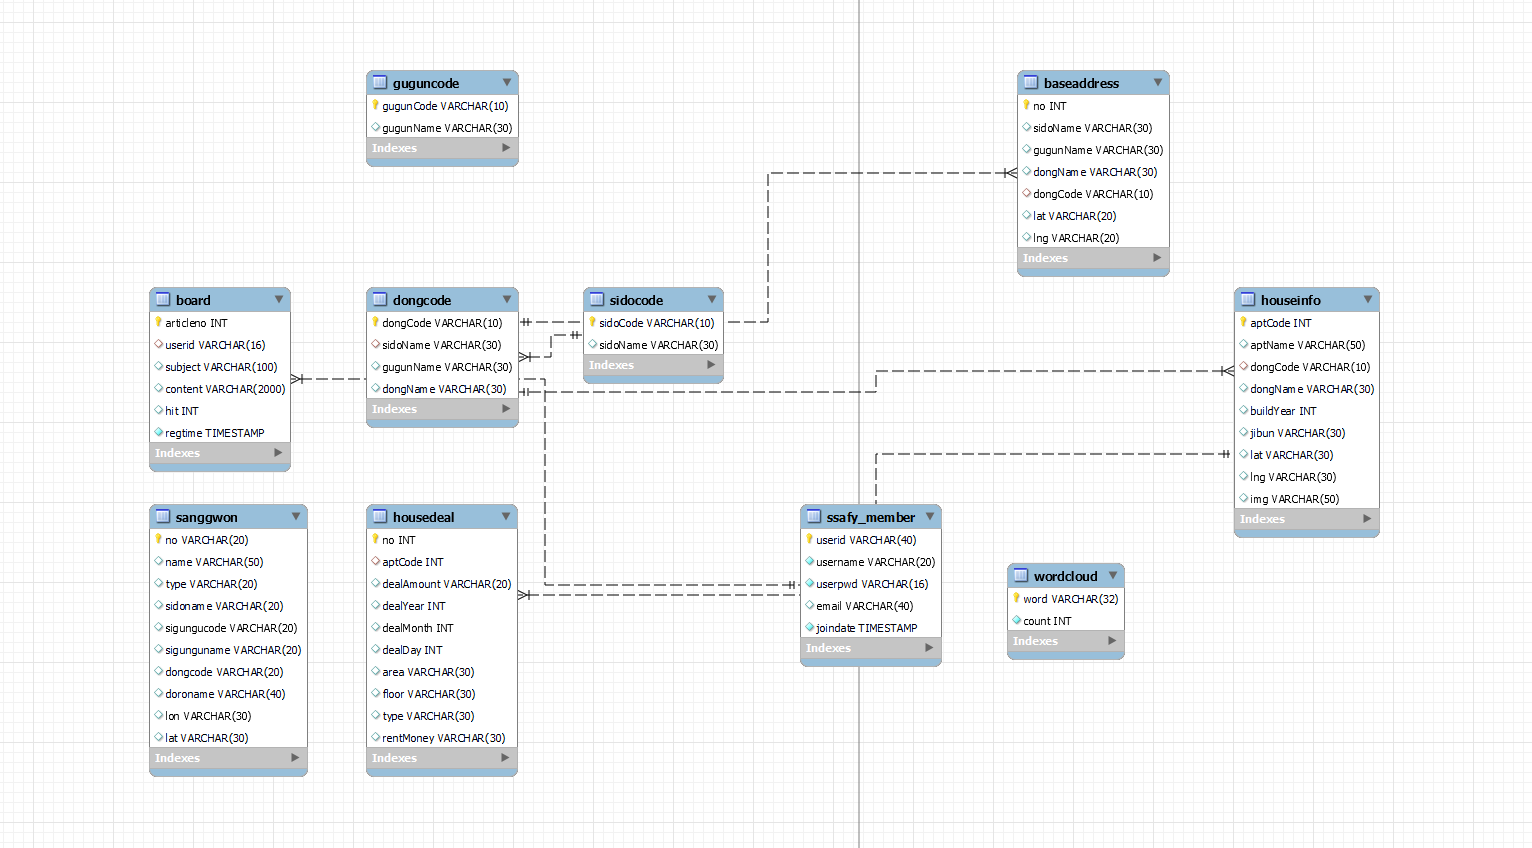 guguncode
gugunCode VARCHAR(10)
gugunName VARCHAR(30)
Indexes
baseaddress
no INT
sidoName VARCHAR(30)
gugunName VARCHAR(30)
dongName VARCHAR(30)
dongCode VARCHAR(10)
lat VARCHAR(20)
lng VARCHAR(20)
Indexes
board
articleno INT
userid VARCHAR(16)
subject VARCHAR(100)
content VARCHAR(2000)
hit INT
regtime TIMESTAMP
Indexes
dongcode
dongCode VARCHAR(10)
sidoName VARCHAR(30)
gugunName VARCHAR(30)
dongName VARCHAR(30)
Indexes
sidocode
sidoCode VARCHAR(10)
sidoName VARCHAR(30)
Indexes
houseinfo
aptCode INT
aptName VARCHAR(50)
dongCode VARCHAR(10)
dongName VARCHAR(30)
buildYear INT
jibun VARCHAR(30)
lat VARCHAR(30)
lng VARCHAR(30)
img VARCHAR(50)
Indexes
sanggwon
no VARCHAR(20)
name VARCHAR(50)
type VARCHAR(20)
sidoname VARCHAR(20)
sigungucode VARCHAR(20)
sigunguname VARCHAR(20)
dongcode VARCHAR(20)
doroname VARCHAR(40)
lon VARCHAR(30)
lat VARCHAR(30)
Indexes
housedeal
no INT
aptCode INT
dealAmount VARCHAR(20)
dealYear INT
dealMonth INT
dealDay INT
area VARCHAR(30)
floor VARCHAR(30)
type VARCHAR(30)
rentMoney VARCHAR(30)
Indexes
ssafy_member
userid VARCHAR(40)
username VARCHAR(20)
userpwd VARCHAR(16)
email VARCHAR(40)
joindate TIMESTAMP
Indexes
wordcloud
word VARCHAR(32)
count INT
Indexes